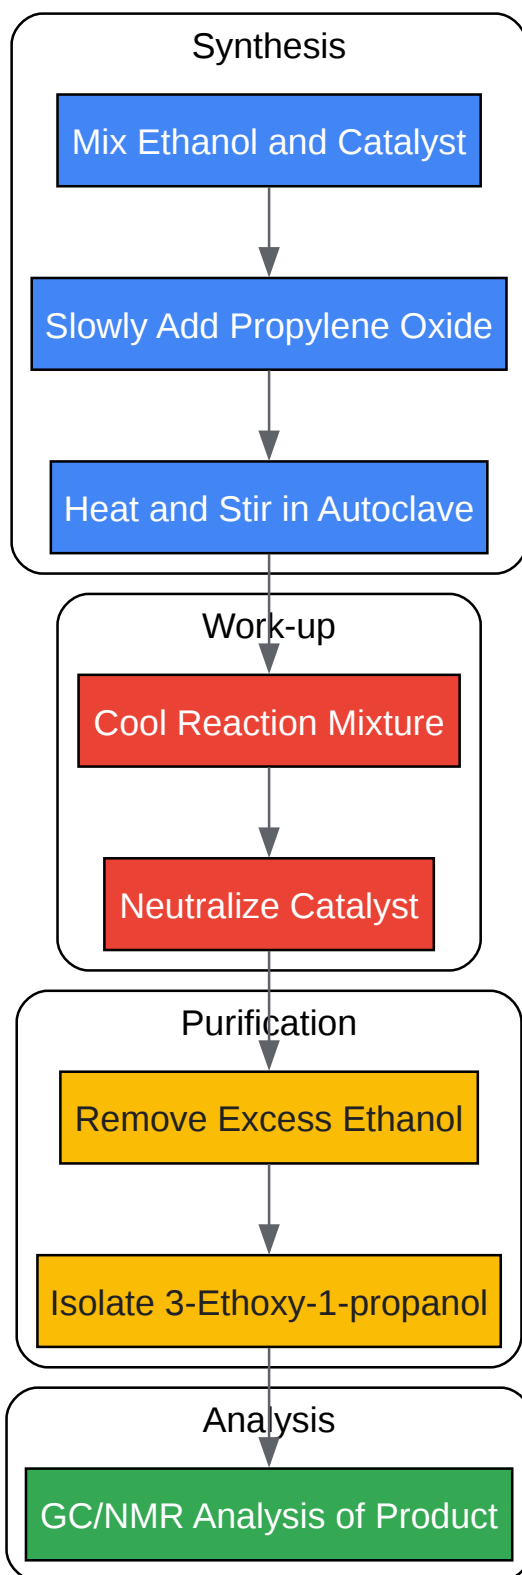 Synthesis
Mix Ethanol and Catalyst
Slowly Add Propylene Oxide
Heat and Stir in Autoclave
Work-up
Cool Reaction Mixture
Neutralize Catalyst
Purification
Remove Excess Ethanol
Isolate 3-Ethoxy-1-propanol
Analysis
GC/NMR Analysis of Product